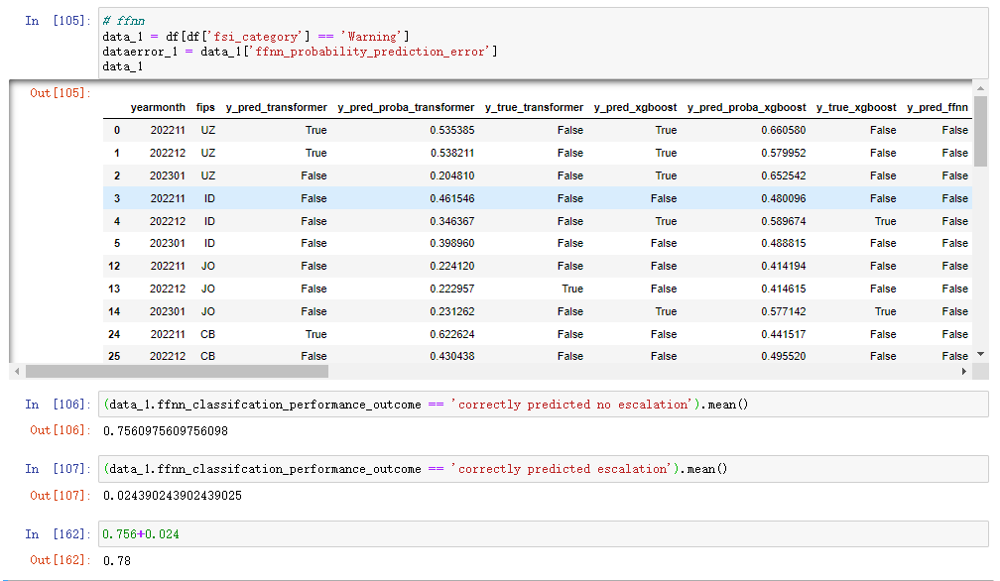 In [105]: # ffnn
data_1 = df[df['fsi_category'] == 'Warning']
dataerror_1 = data_1['ffnn_probability_prediction_error']
data_1
Out[105]:
yearmonth fips y_pred_transformer y_pred_proba_transformer y_true_transformer y_pred_xgboost y_pred_proba_xgboost y_true_xgboost y_pred_ffnn
0 202211 UZ True 0.535385 False True 0.660580 False False
1 202212 UZ True 0.538211 False True 0.579952 False False
2 202301 UZ False 0.204810 False True 0.652542 False False
3 202211 ID False 0.461546 False False 0.480096 False False
4 202212 ID False 0.346367 False True 0.589674 True False
5 202301 ID False 0.398960 False False 0.488815 False False
12 202211 JO False 0.224120 False False 0.414194 False False
13 202212 JO False 0.222957 True False 0.414615 False False
14 202301 JO False 0.231262 False True 0.577142 True False
24 202211 CB True 0.622624 False False 0.441517 False False
25 202212 CB False 0.430438 False False 0.495520 False False
In [106]: (data_1.ffnn_classifcation_performance_outcome == 'correctly predicted no escalation').mean()
Out[106]: 0.7560975609756098
In [107]: (data_1.ffnn_classifcation_performance_outcome == 'correctly predicted escalation').mean()
Out[107]: 0.024390243902439025
In [162]: 0.756+0.024
Out[162]: 0.78